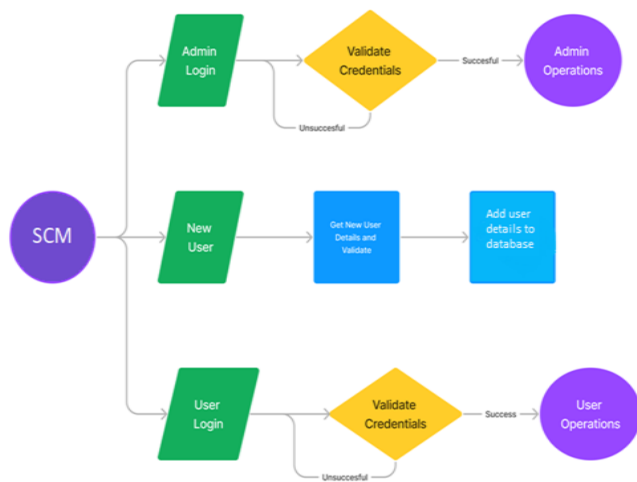 Admin
Login
Validate
Credentials
Succesful
Admin
Operations
Unsuccesful
SCM
New
User
Get New User
Details and
Validate
Add user
details to
database
User
Login
Validate
Credentials
Success
User
Operations
Unsuccesful